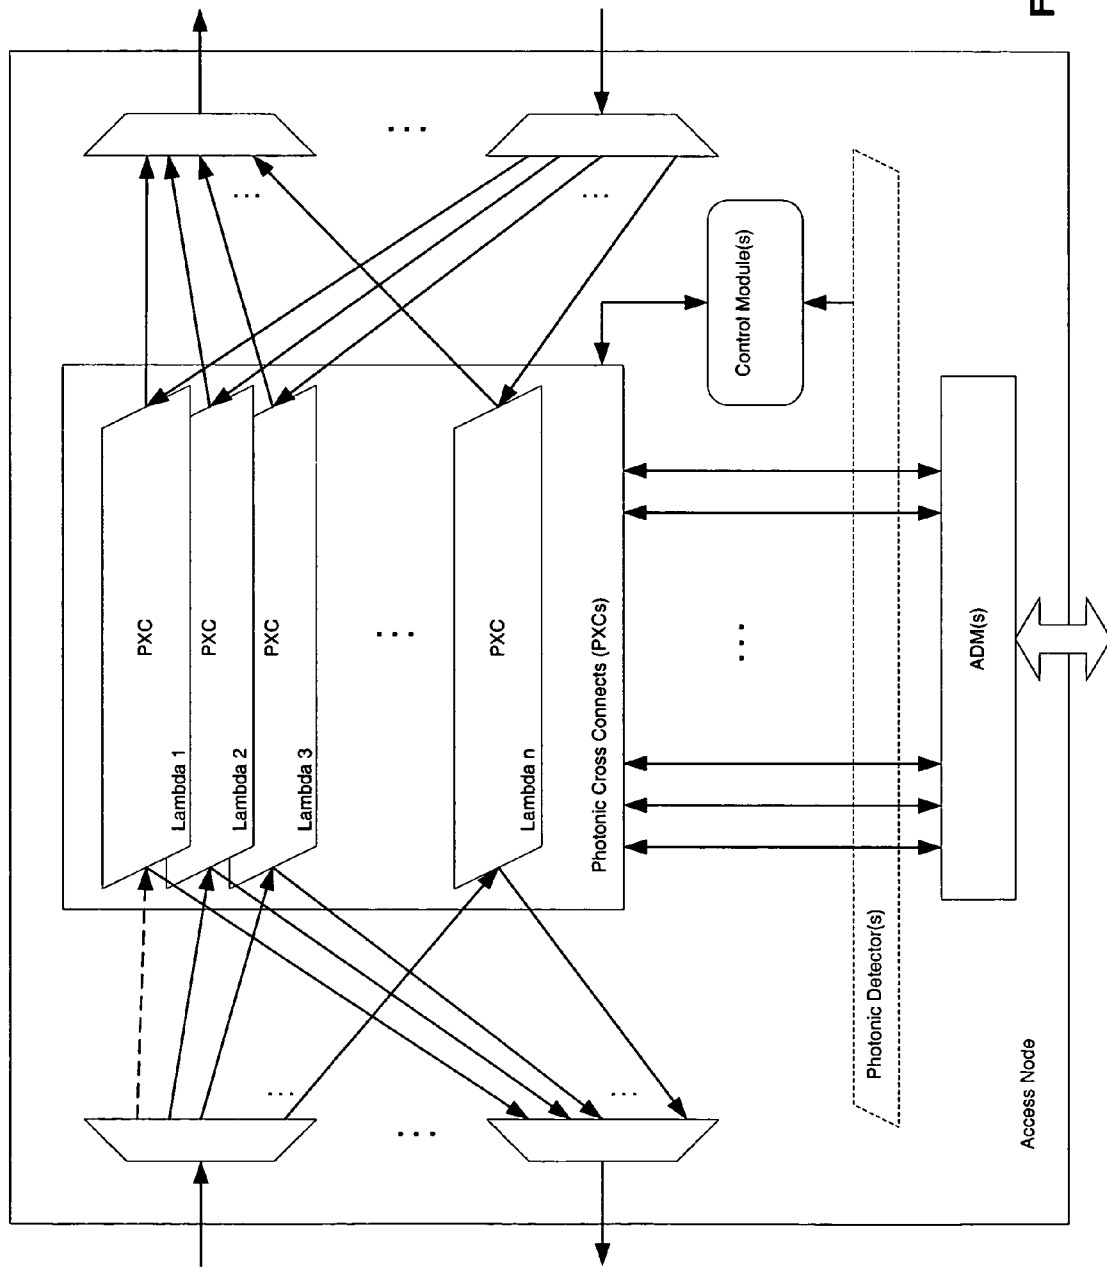 PXC
Lambda 1
PXC
Lambda 2
PXC
Lambda 3
...
PXC
Lambda n
Photonic Cross Connects (PXCs)
Control Module(s)
Photonic Detector(s)
ADM(s)
Access Node
F